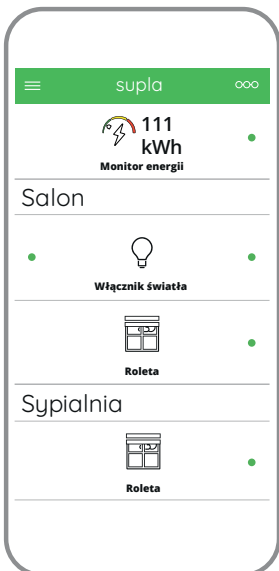 supla
111
kWh
Monitor energii
Salon
Włącznik światła
Roleta
Sypialnia
Roleta